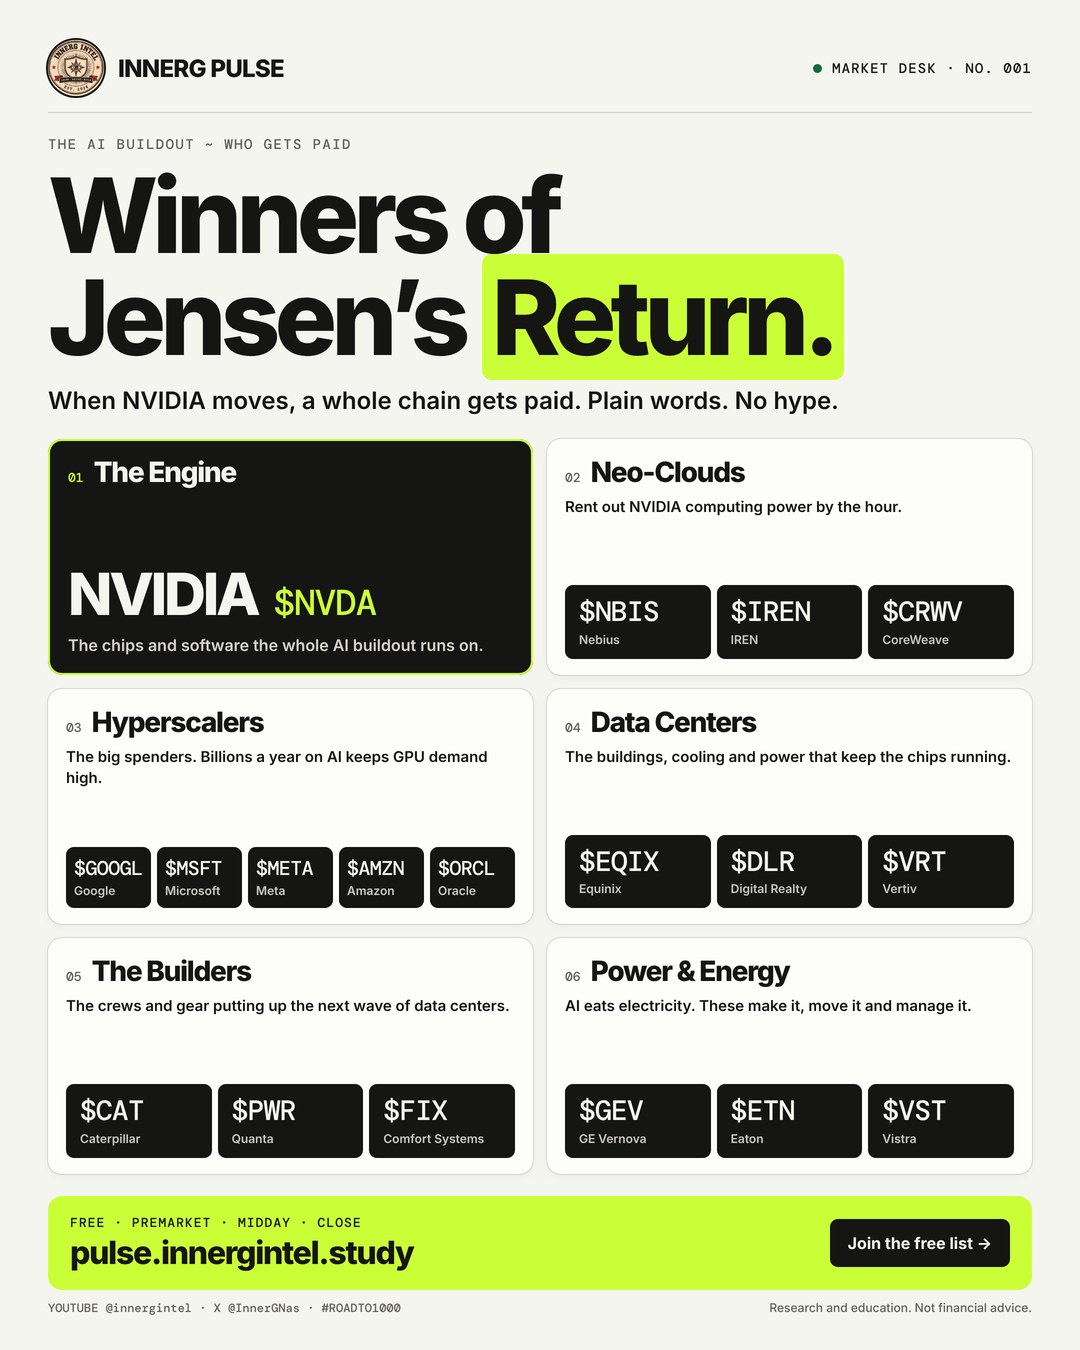 INNERG INTEL
EST. 2025
INNERG PULSE
MARKET DESK · NO. 001
THE AI BUILDOUT ~ WHO GETS PAID
Winners of
Jensen’s Return.
When NVIDIA moves, a whole chain gets paid. Plain words. No hype.
01 The Engine
NVIDIA $NVDA
The chips and software the whole AI buildout runs on.
02 Neo-Clouds
Rent out NVIDIA computing power by the hour.
$NBIS $IREN $CRWV
Nebius IREN CoreWeave
03 Hyperscalers
The big spenders. Billions a year on AI keeps GPU demand
high.
$GOOGL $MSFT $META $AMZN $ORCL
Google Microsoft Meta Amazon Oracle
04 Data Centers
The buildings, cooling and power that keep the chips running.
$EQIX $DLR $VRT
Equinix Digital Realty Vertiv
05 The Builders
The crews and gear putting up the next wave of data centers.
$CAT $PWR $FIX
Caterpillar Quanta Comfort Systems
06 Power & Energy
AI eats electricity. These make it, move it and manage it.
$GEV $ETN $VST
GE Vernova Eaton Vistra
FREE · PREMARKET · MIDDAY · CLOSE
pulse.innergintel.study
Join the free list →
YOUTUBE @innergintel · X @InnerGNas · #ROADTO1000
Research and education. Not financial advice.